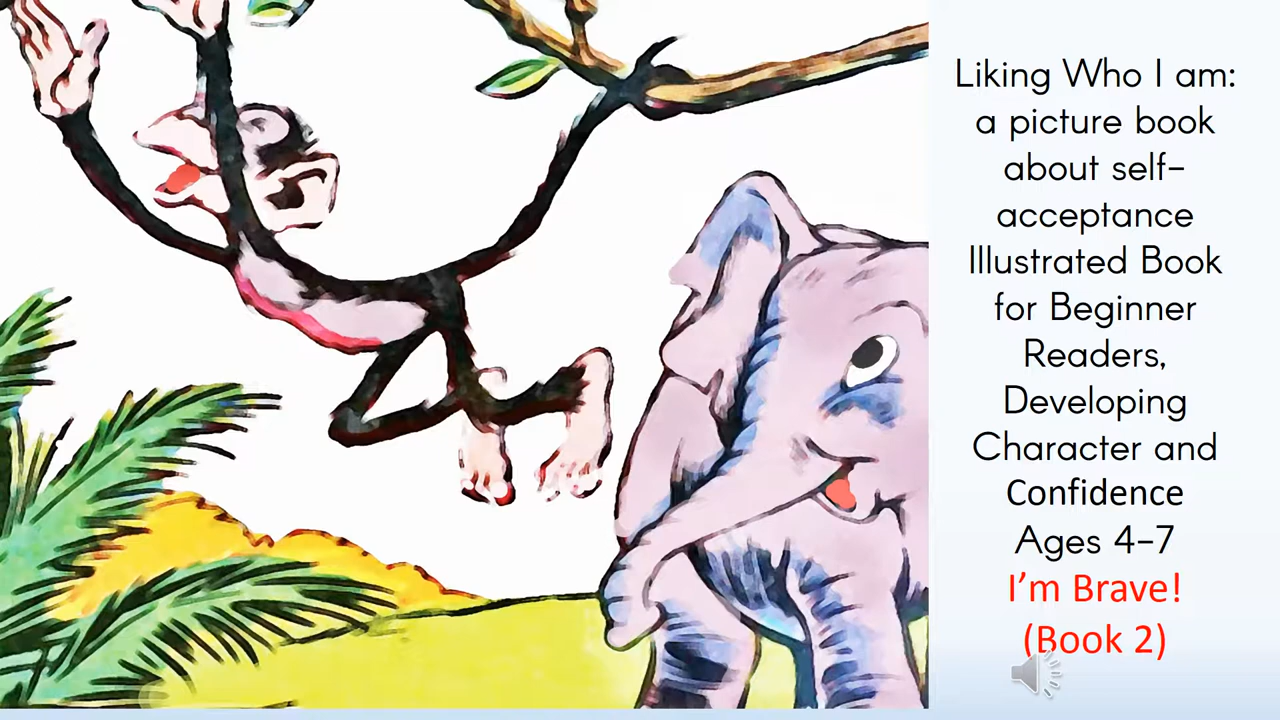 Liking Who I am:
a picture book
about self-
acceptance
Illustrated Book
for Beginner
Readers,
Developing
Character and
Confidence
Ages 4-7
I'm Brave!
(Book 2)